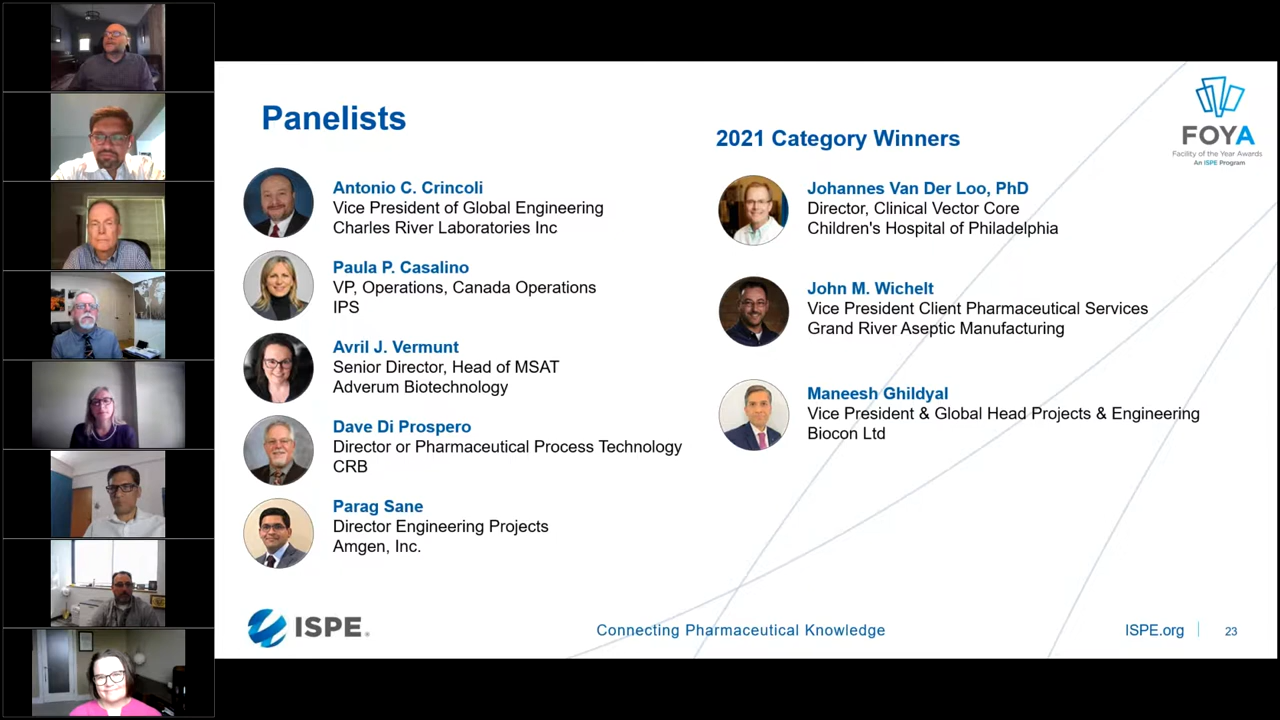 Panelists
Antonio C. Crincoli
Vice President of Global Engineering
Charles River Laboratories Inc
Paula P. Casalino
VP, Operations, Canada Operations
IPS
Avril J. Vermunt
Senior Director, Head of MSAT
Adverum Biotechnology
Dave Di Prospero
Director or Pharmaceutical Process Technology
CRB
Parag Sane
Director Engineering Projects
Amgen, Inc.
2021 Category Winners
Johannes Van Der Loo, PhD
Director, Clinical Vector Core
Children's Hospital of Philadelphia
John M. Wichelt
Vice President Client Pharmaceutical Services
Grand River Aseptic Manufacturing
Maneesh Ghildyal
Vice President & Global Head Projects & Engineering
Biocon Ltd
FOYA
Facility of the Year Awards
An ISPE Program
ISPE®
Connecting Pharmaceutical Knowledge
ISPE.org
23